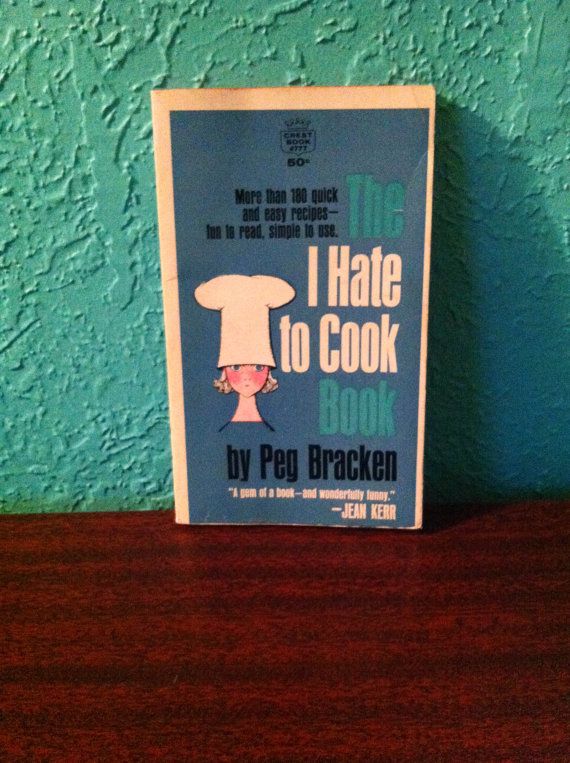 CREST
BOOK
50¢
More than 180 quick
and easy recipes—
fun to read, simple to use.
The
I Hate
to Cook
Book
by Peg Bracken
"A gem of a book—and wonderfully funny."
—JEAN KERR